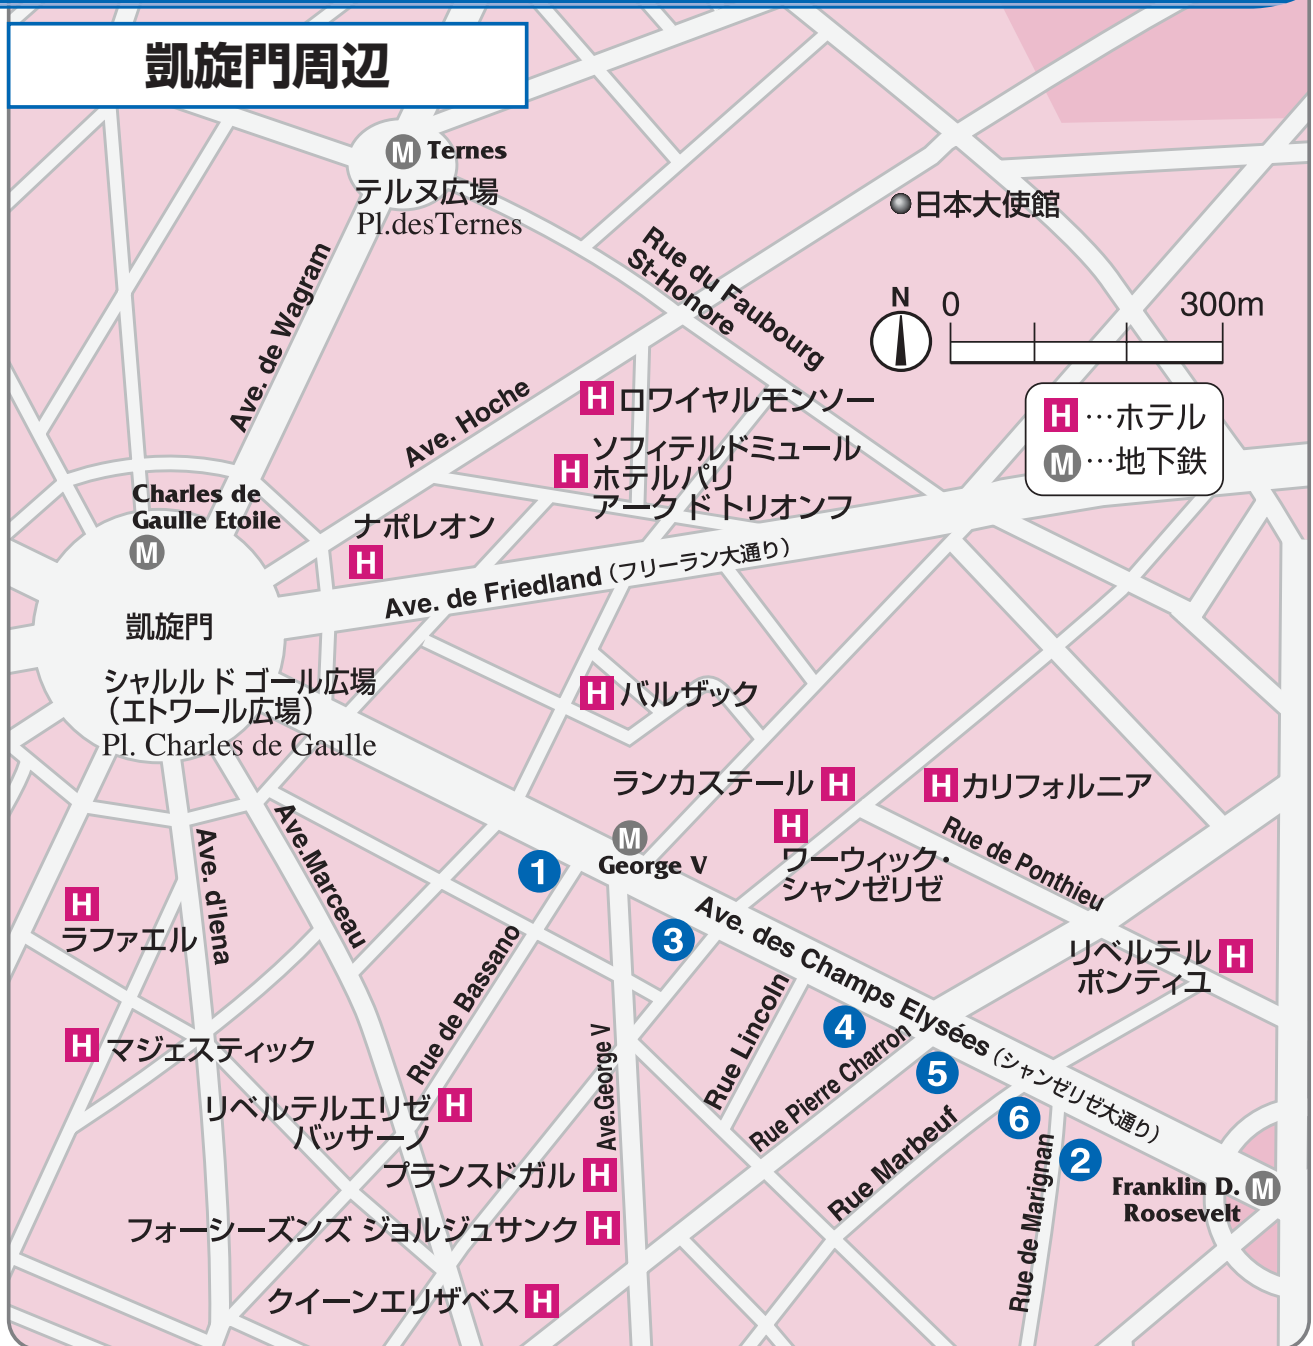 凱旋門周辺
M Ternes
テルヌ広場
Pl.desTernes
日本大使館
Rue du Faubourg
St-Honore
N 0 300m
Ave. de Wagram
Ave. Hoche
H ロワイヤルモンソー
H …ホテル
M …地下鉄
H ソフィテルドミュール
ホテルパリ
アーク ド トリオンフ
Charles de
Gaulle Etoile
M
ナポレオン
H
Ave. de Friedland（フリーラン大通り）
凱旋門
シャルル ド ゴール広場
（エトワール広場）
Pl. Charles de Gaulle
H バルザック
ランカステール H
H カリフォルニア
H
ワーウィック・
シャンゼリゼ
M
George V
Rue de Ponthieu
Ave. d'Iena
Ave.Marceau
1
3
Ave. des Champs Elysées（シャンゼリゼ大通り）
H
ラファエル
Rue de Bassano
リベルテル H
ポンティユ
Rue Lincoln
4
Rue Pierre Charron
5
H マジェスティック
Ave.George V
リベルテルエリゼ H
バッサーノ
Rue Marbeuf
6
2
Rue de Marignan
プランスドガル H
Franklin D. M
Roosevelt
フォーシーズンズ ジョルジュサンク H
クイーンエリザベス H